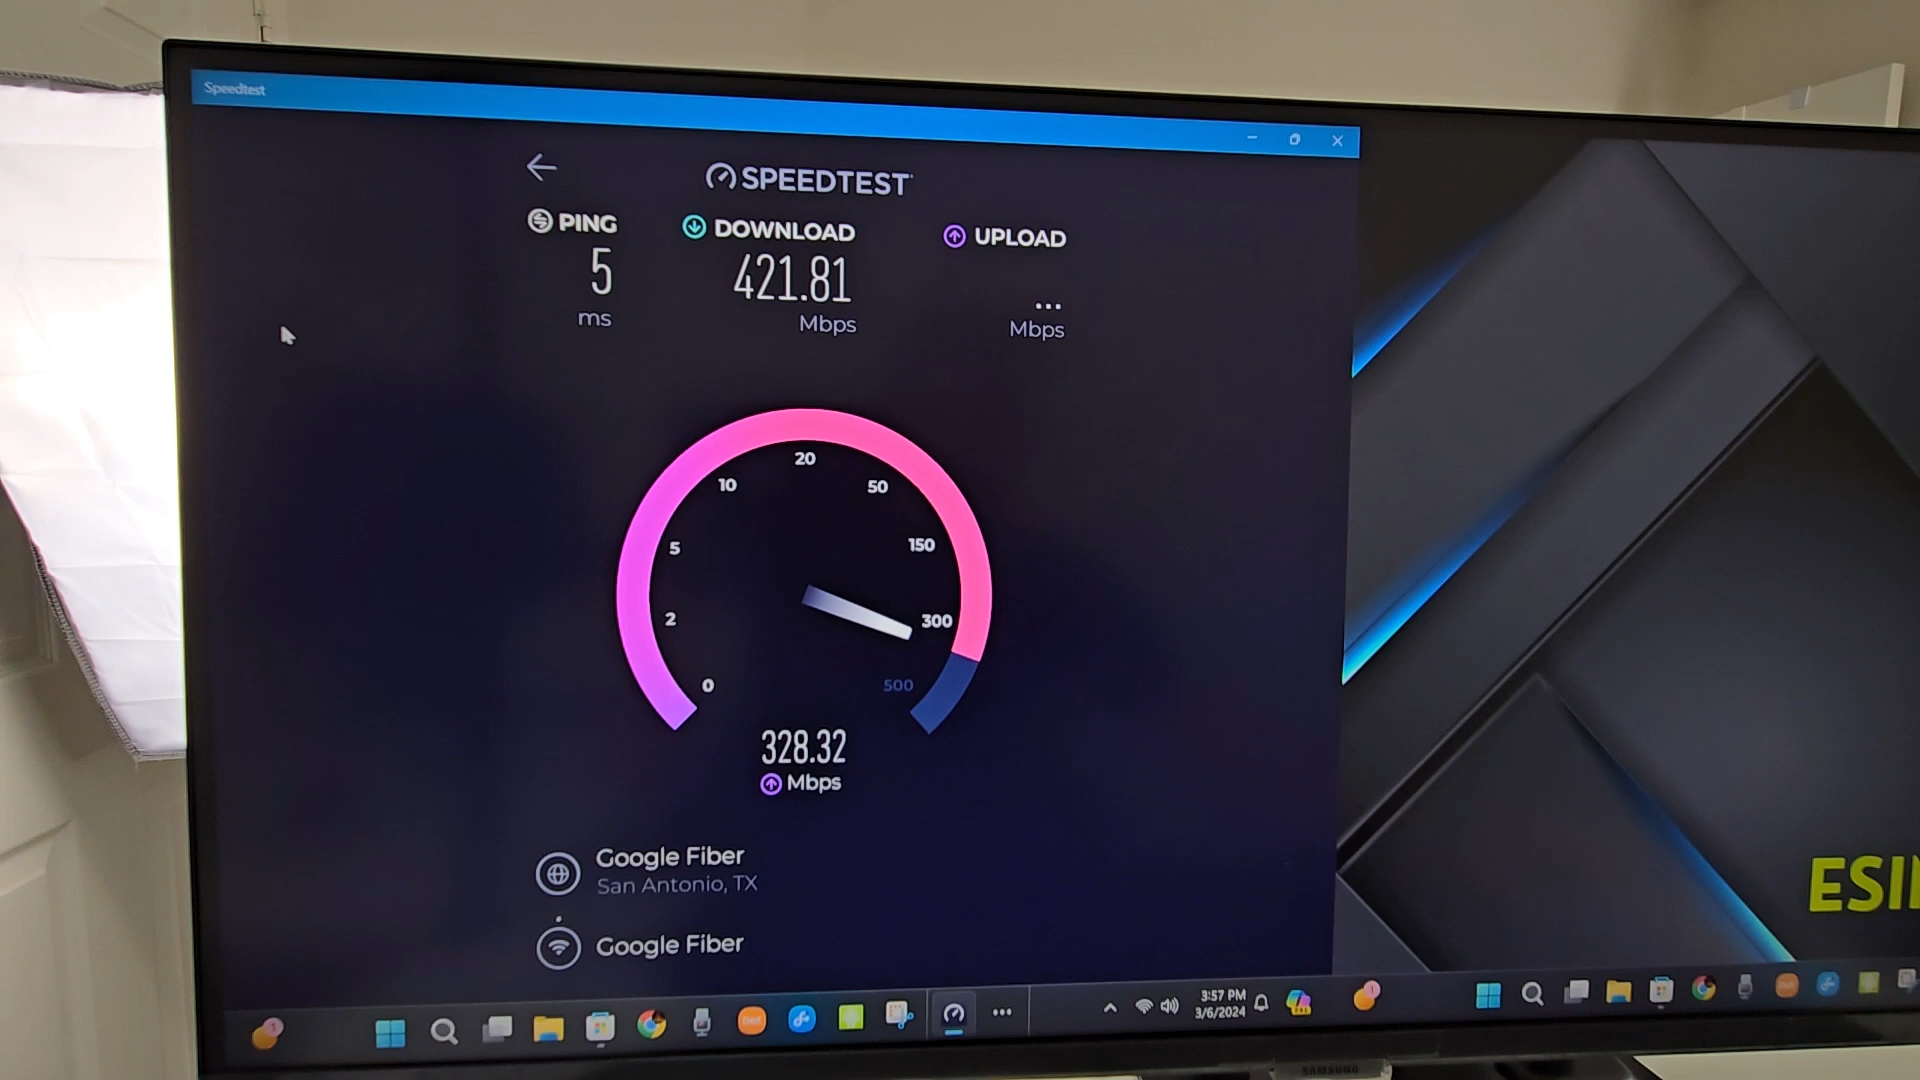 Speedtest
SPEEDTEST
PING
DOWNLOAD
UPLOAD
5
421.81
...
ms
Mbps
Mbps
20
10
50
5
150
2
300
0
500
328.32
Mbps
Google Fiber
San Antonio, TX
Google Fiber
3:57 PM
3/6/2024
SAMSUNG